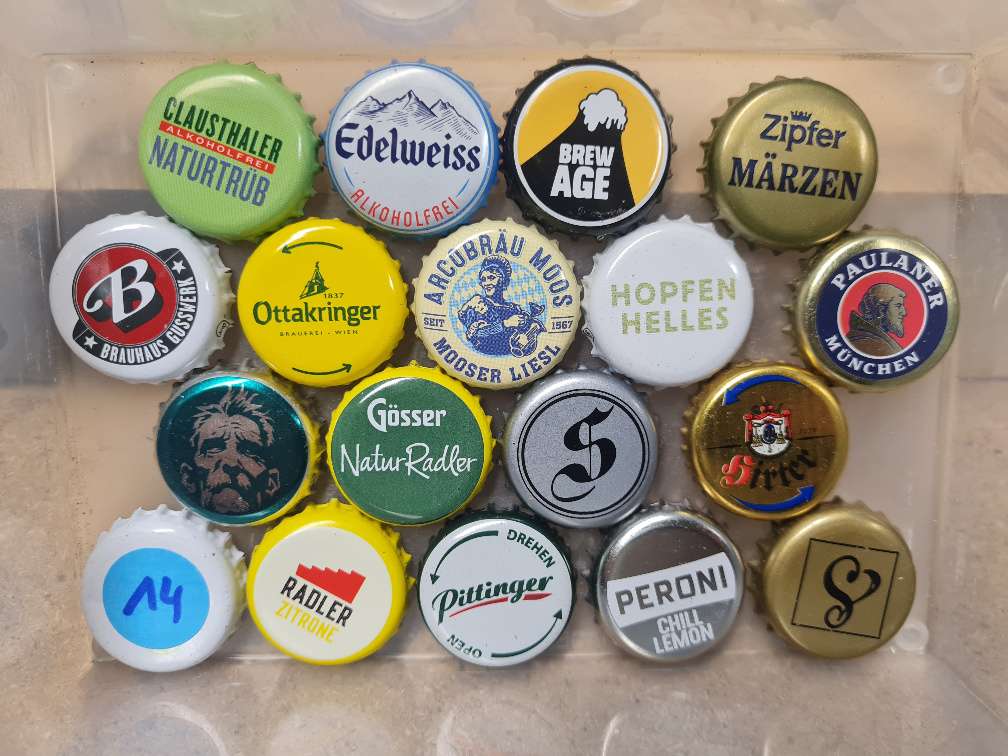 CLAUSTHALER
ALKOHOLFREI
NATURTRÜB
Edelweiss
ALKOHOLFREI
BREW
AGE
Zipfer
MÄRZEN
B
BRAUHAUS GUSSWERK
1837
Ottakringer
BRAUEREI - WIEN
ARCOBRÄU MOOS
SEIT 1567
MOOSER LIESL
HOPFEN
HELLES
PAULANER
MÜNCHEN
Gösser
NaturRadler
S
Hirter
14
RADLER
ZITRONE
DREHEN
Pittinger
OPEN
PERONI
CHILL
LEMON
S